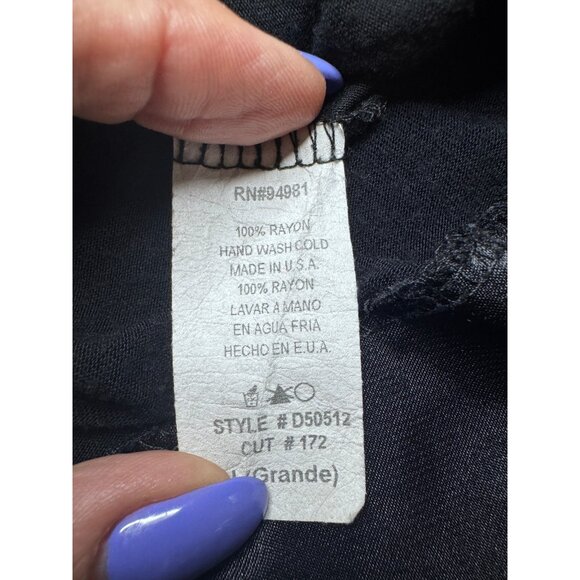 RN#94981
100% RAYON
HAND WASH COLD
MADE IN U.S.A.
100% RAYON
LAVAR A MANO
EN AGUA FRIA
HECHO EN E.U.A.
STYLE # D50512
CUT # 172
(Grande)